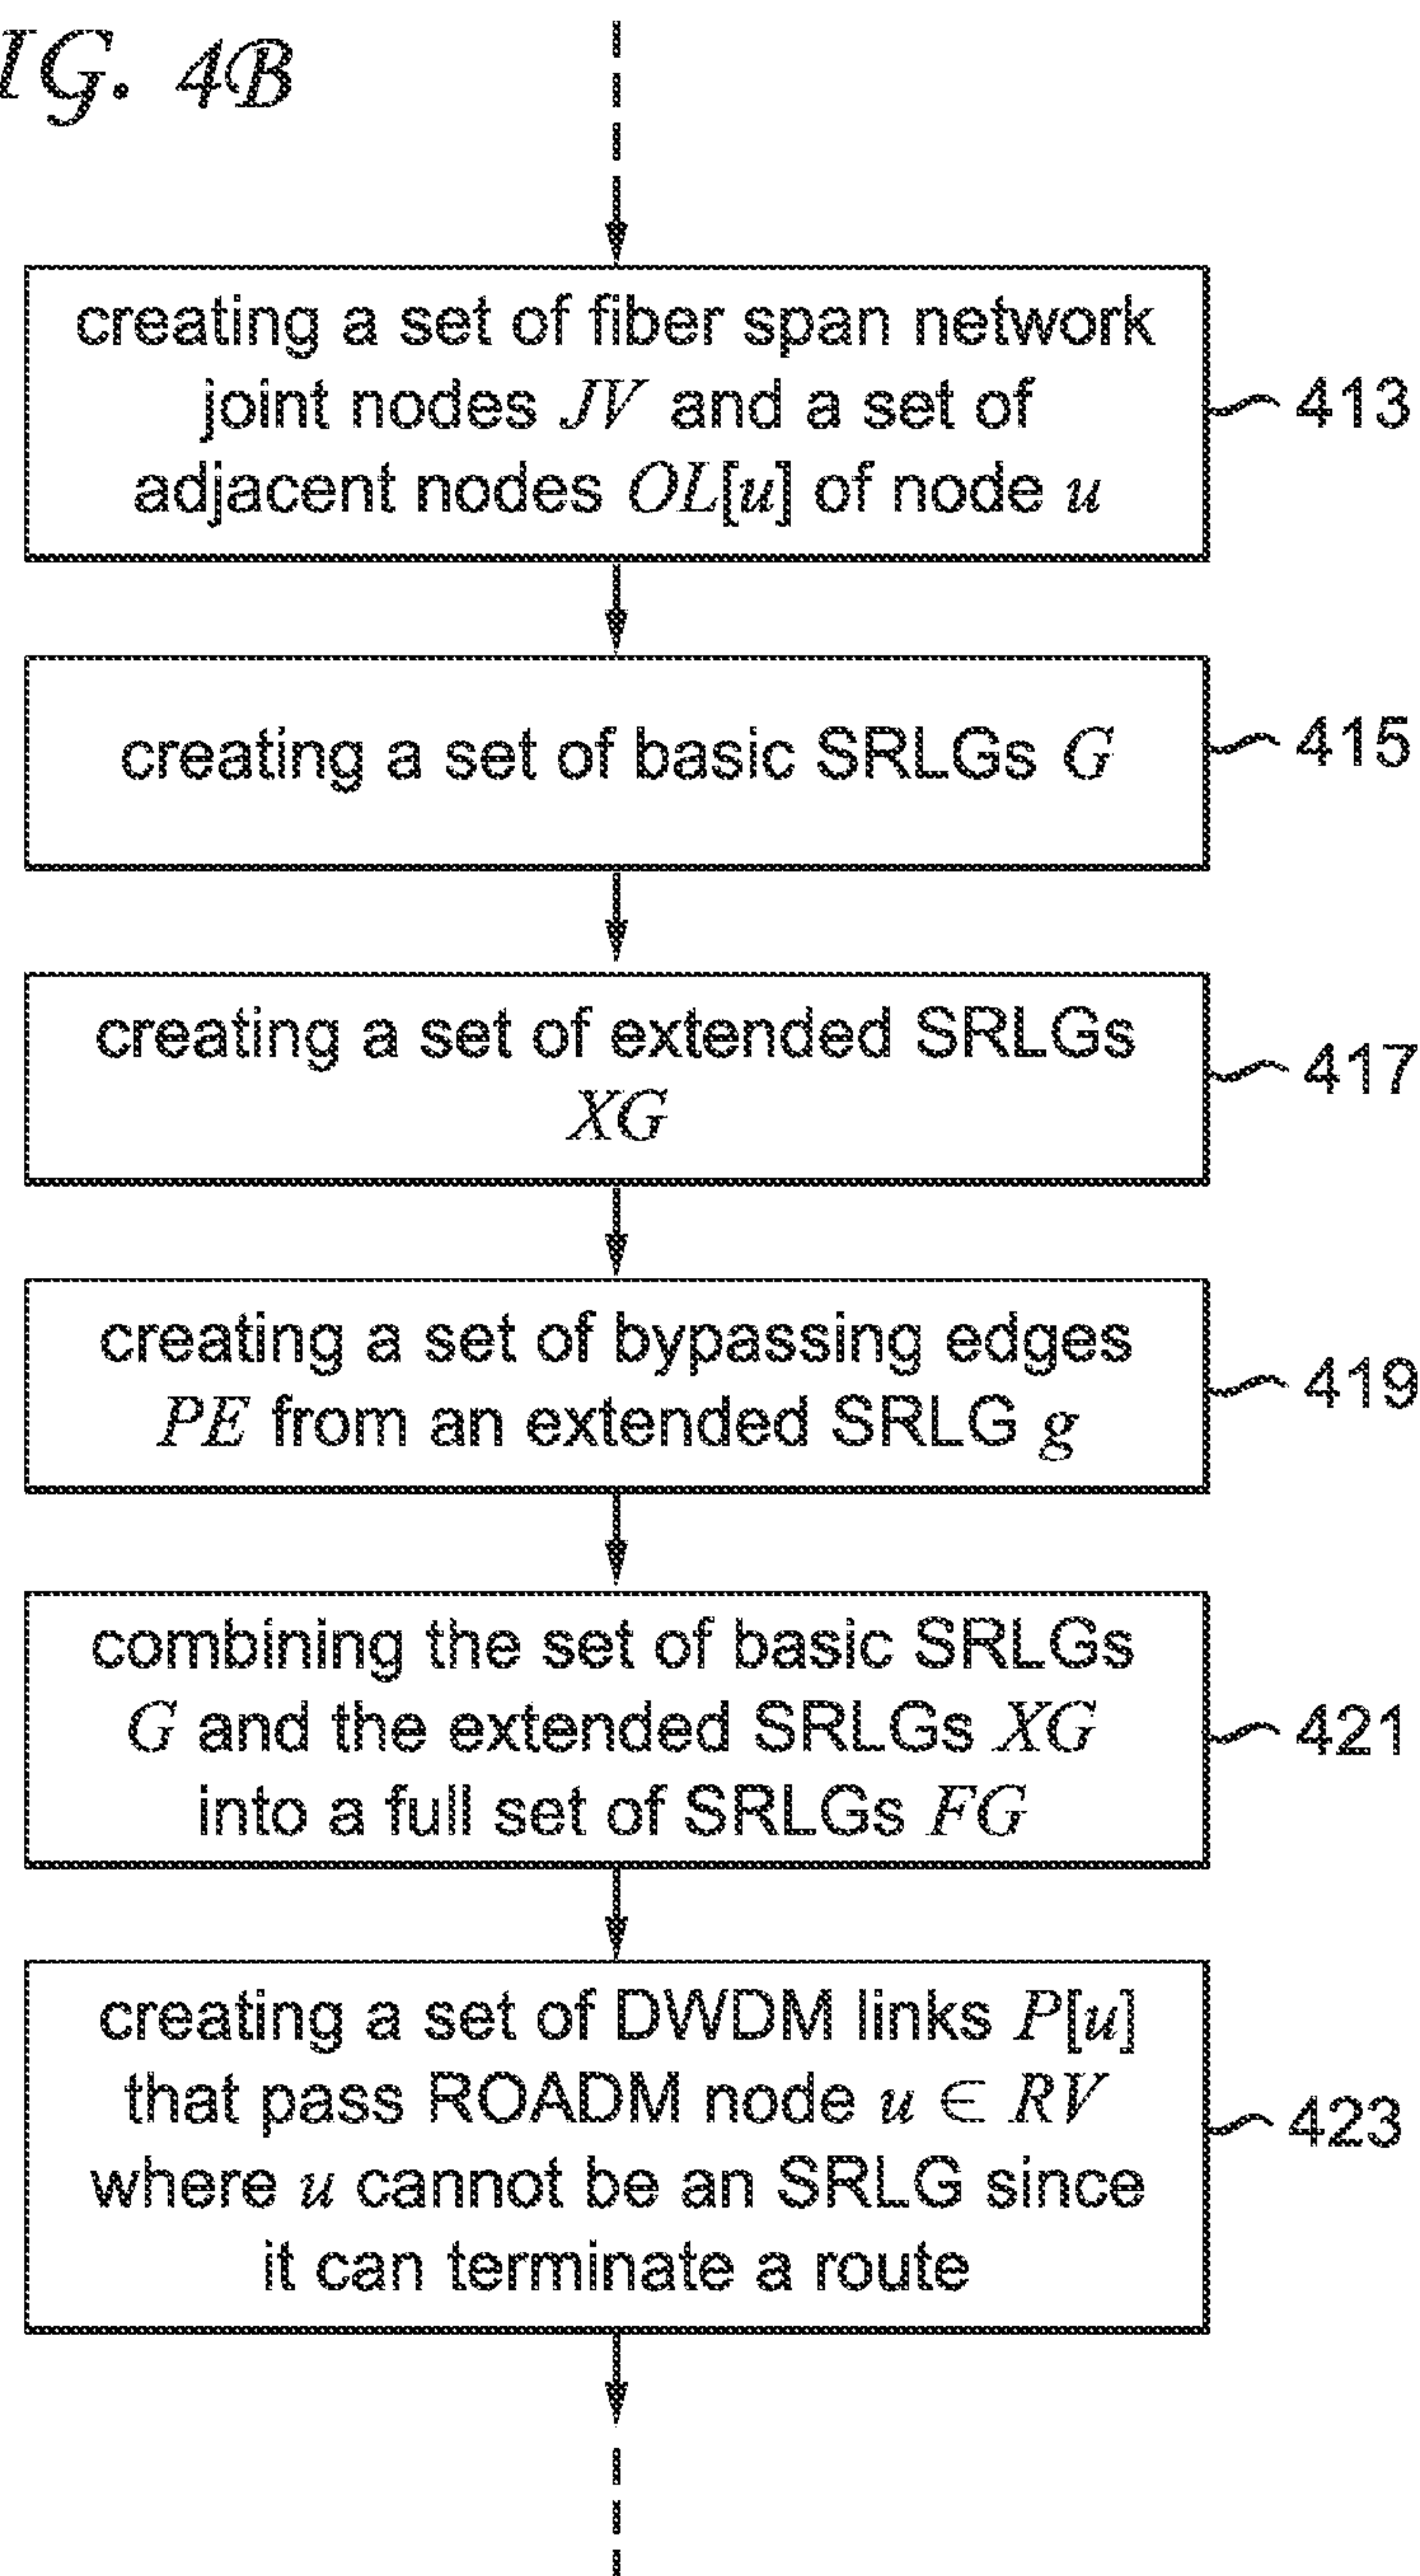 IG. 4B
creating a set of fiber span network
joint nodes JV and a set of
adjacent nodes OL[u] of node u
413
creating a set of basic SRLGs G
415
creating a set of extended SRLGs
XG
417
creating a set of bypassing edges
PE from an extended SRLG g
419
combining the set of basic SRLGs
G and the extended SRLGs XG
into a full set of SRLGs FG
421
creating a set of DWDM links P[u]
that pass ROADM node u ∈ RV
where u cannot be an SRLG since
it can terminate a route
423